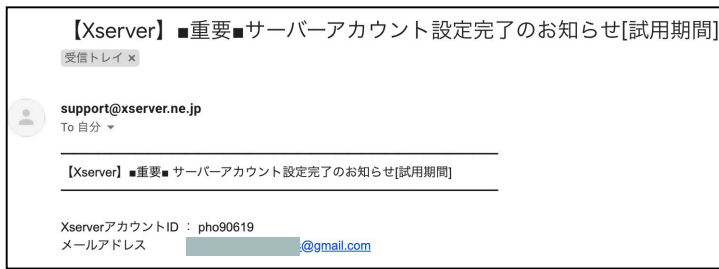 【Xserver】■重要■サーバーアカウント設定完了のお知らせ[試用期間]
受信トレイ ×
support@xserver.ne.jp
To 自分
【Xserver】■重要■ サーバーアカウント設定完了のお知らせ[試用期間]
XserverアカウントID : pho90619
メールアドレス @gmail.com